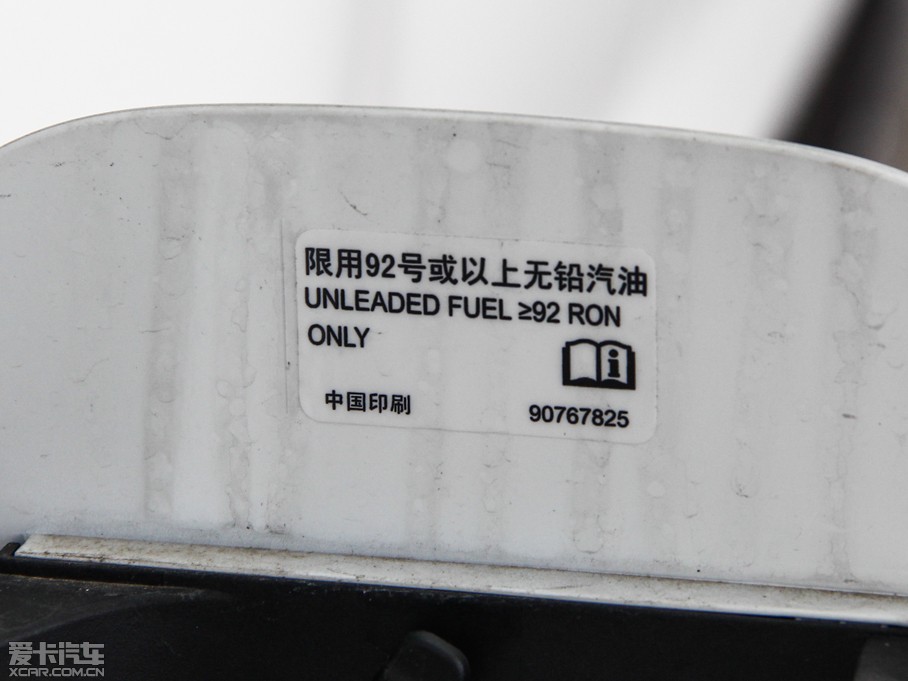 限用92号或以上无铅汽油
UNLEADED FUEL ≥92 RON
ONLY
中国印刷
90767825
爱卡汽车
XCAR.COM.CN